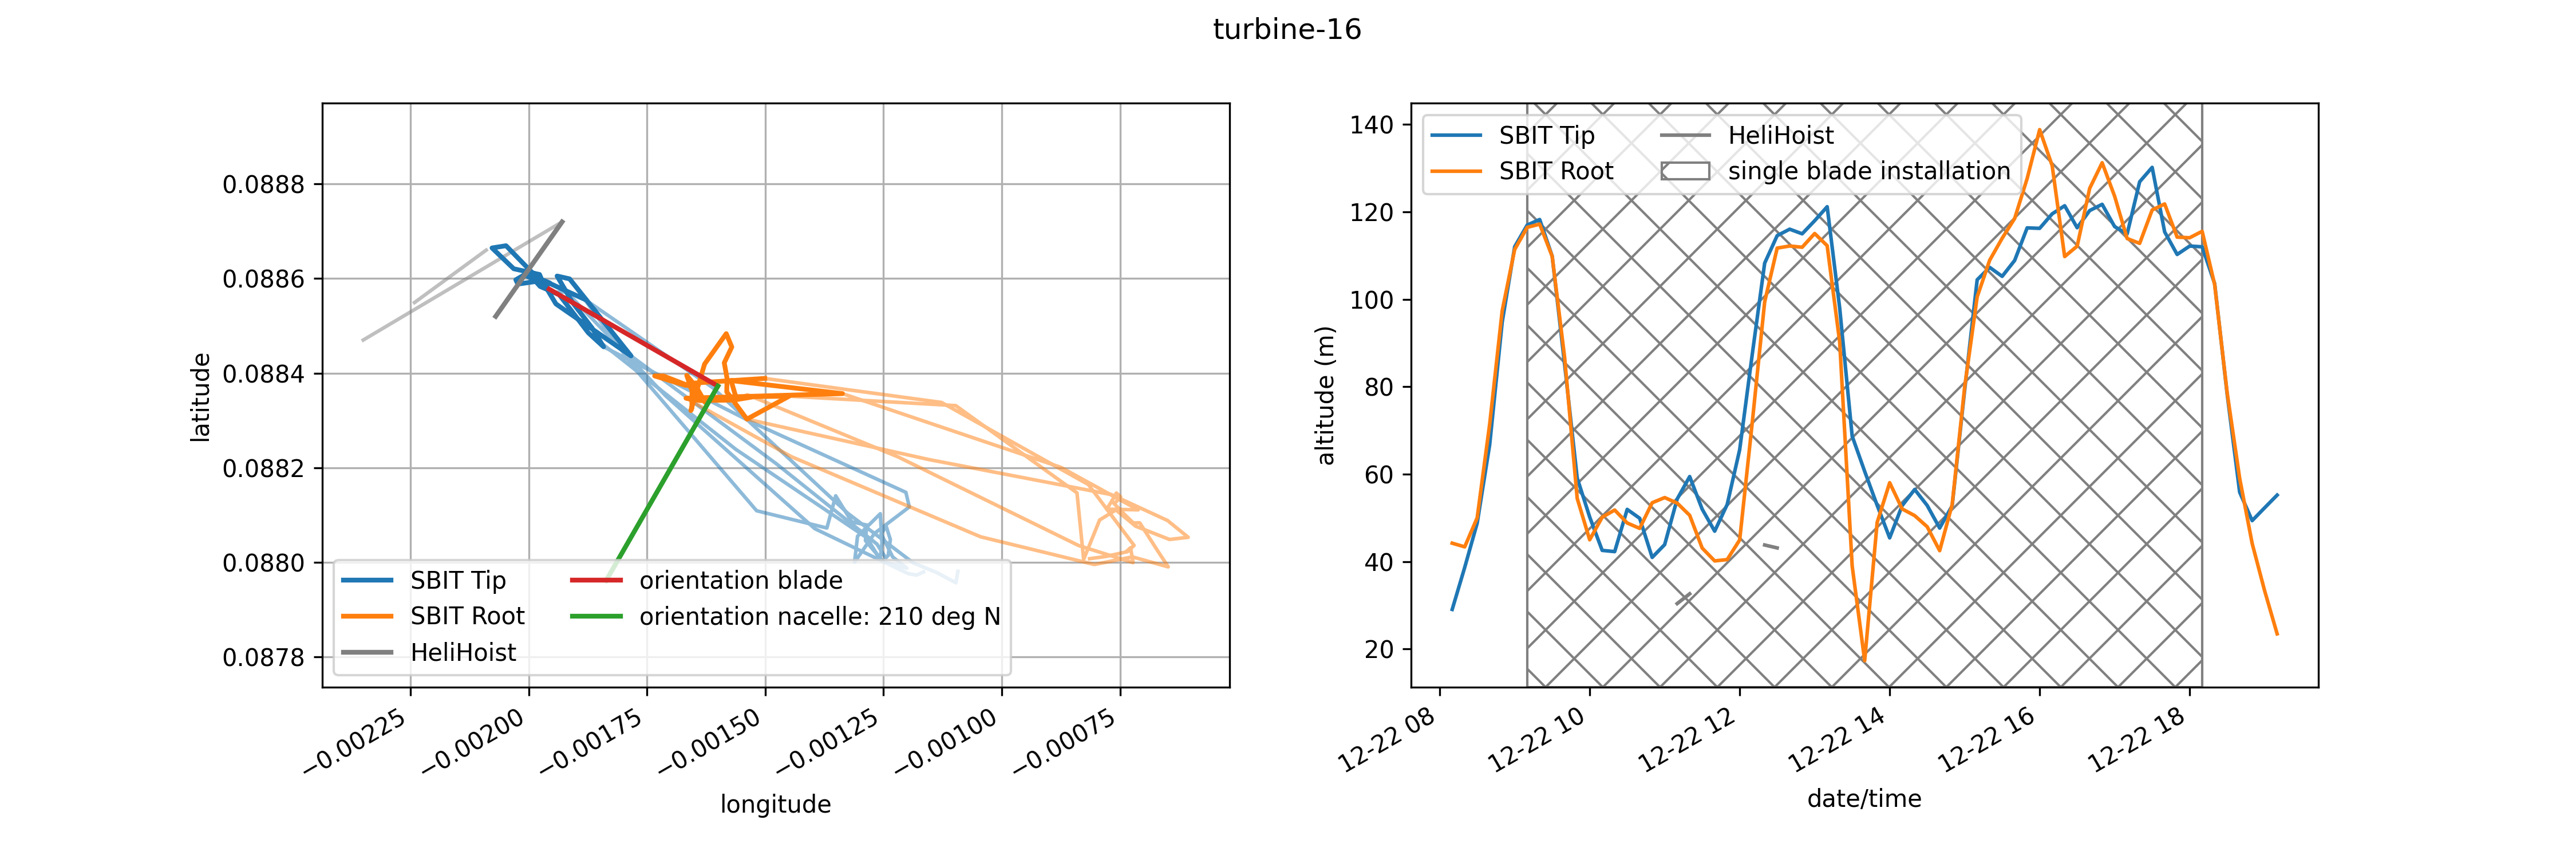 turbine-16
0.0888
0.0886
0.0884
0.0882
0.0880
0.0878
latitude
SBIT Tip
SBIT Root
HeliHoist
orientation blade
orientation nacelle: 210 deg N
−0.00225
−0.00200
−0.00175
−0.00150
−0.00125
−0.00100
−0.00075
longitude
140
120
100
80
60
40
20
altitude (m)
SBIT Tip
SBIT Root
HeliHoist
single blade installation
12-22 08
12-22 10
12-22 12
12-22 14
12-22 16
12-22 18
date/time